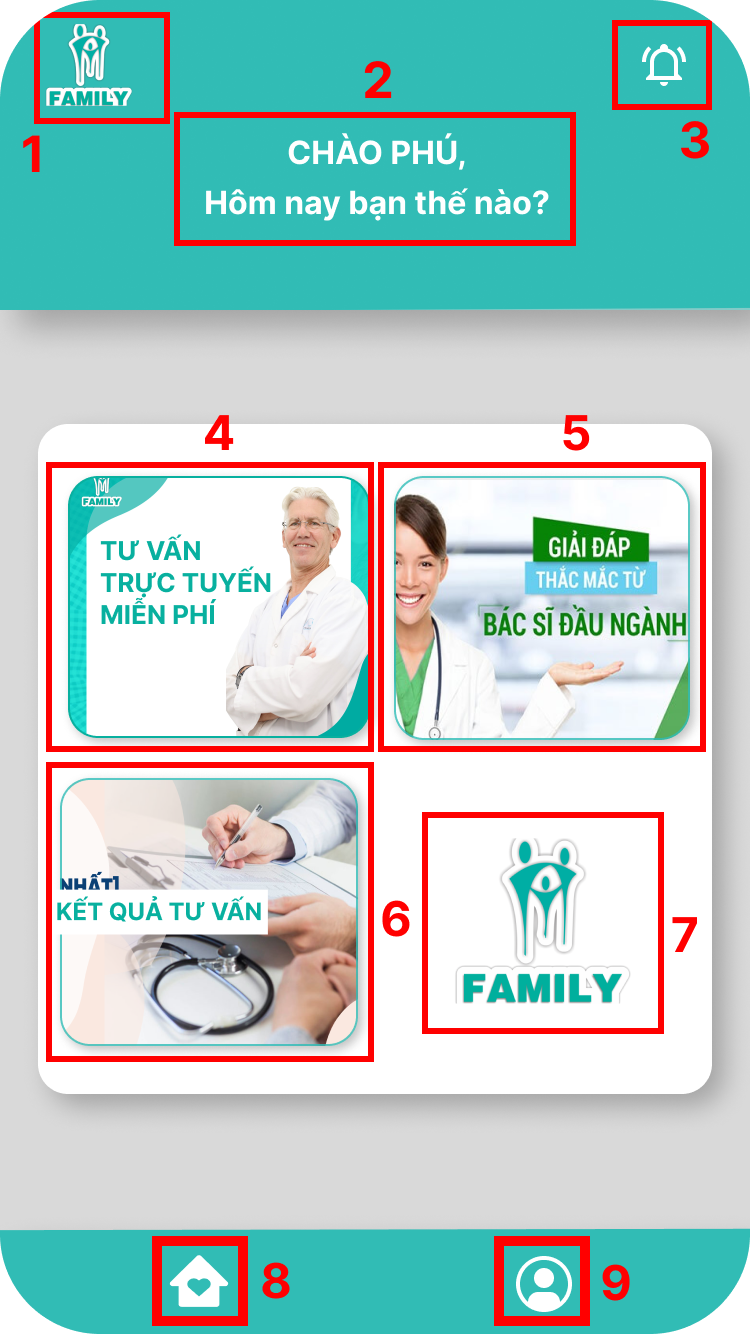 FAMILY
1
2
3
CHÀO PHÚ,
Hôm nay bạn thế nào?
4
5
FAMILY
TƯ VẤN
TRỰC TUYẾN
MIỄN PHÍ
GIẢI ĐÁP
THẮC MẮC TỪ
BÁC SĨ ĐẦU NGÀNH
NHẤT]
KẾT QUẢ TƯ VẤN
6
7
FAMILY
8
9